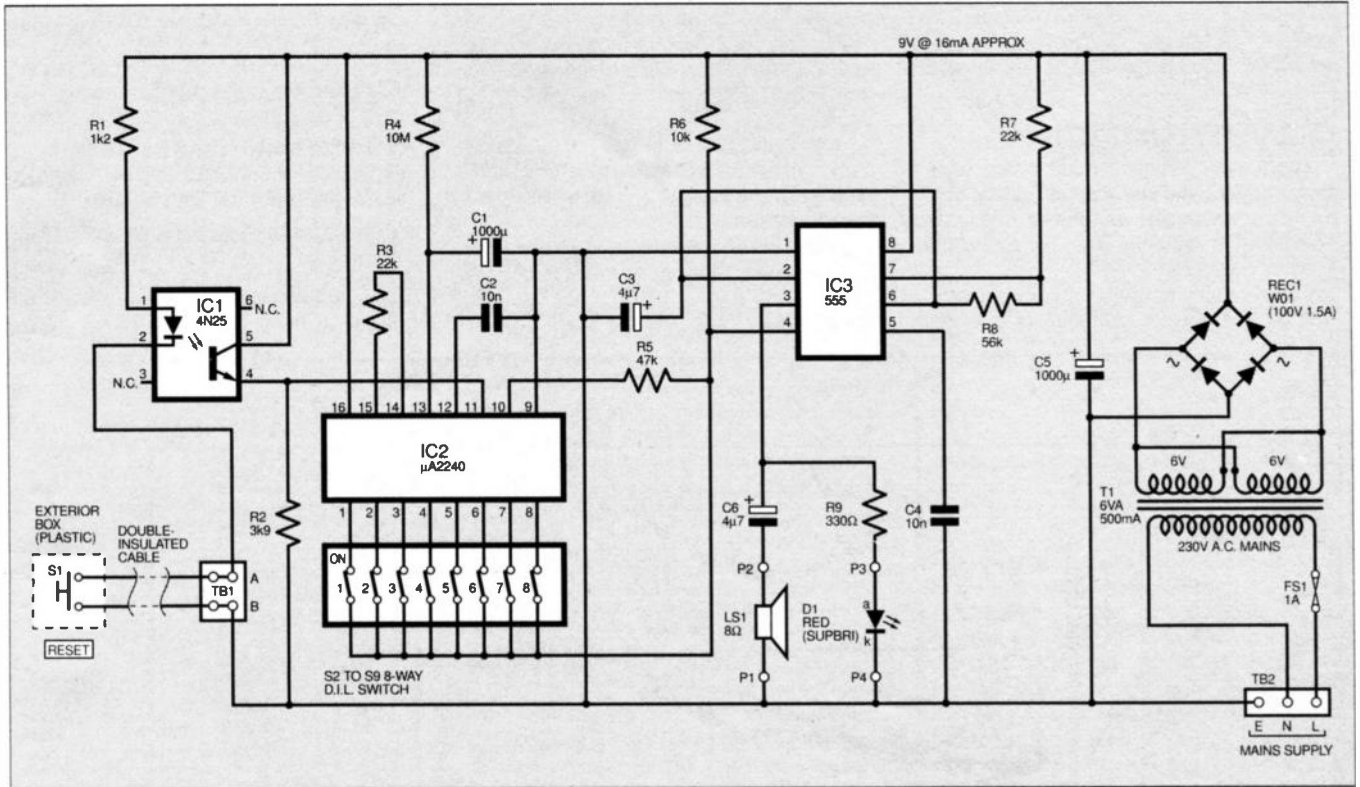 9V @ 16mA APPROX
R1
1k2
R4
10M
R6
10k
R7
22k
C1
1000µ
+
R3
22k
C2
10n
C3
4µ7
+
1
2
3
4
IC3
555
8
7
6
5
REC1
W01
(100V 1.5A)
IC1
4N25
1
2
3
N.C.
6
N.C.
5
4
R5
47k
R8
56k
C5
1000µ
+
~
~
16 15 14 13 12 11 10 9
IC2
µA2240
1 2 3 4 5 6 7 8
6V
6V
T1
6VA
500mA
230V A.C. MAINS
R2
3k9
C6
4µ7
+
R9
330Ω
C4
10n
FS1
1A
EXTERIOR
BOX
(PLASTIC)
DOUBLE-
INSULATED
CABLE
S1
TB1
A
B
RESET
ON
1 2 3 4 5 6 7 8
P2
P3
LS1
8Ω
D1
RED
(SUPBRI)
a
k
P1
P4
S2 TO S9 8-WAY
D.I.L. SWITCH
TB2
E N L
MAINS SUPPLY